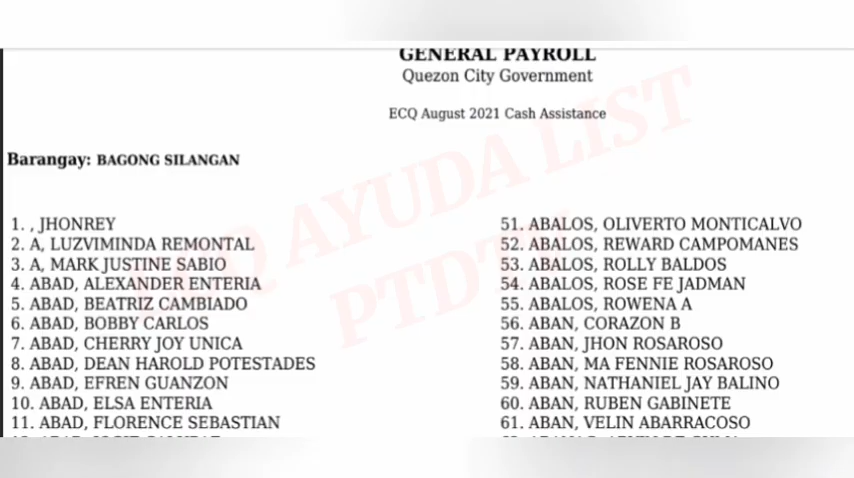 GENERAL PAYROLL
Quezon City Government
ECQ August 2021 Cash Assistance
Barangay: BAGONG SILANGAN
1. , JHONREY
2. A, LUZVIMINDA REMONTAL
3. A, MARK JUSTINE SABIO
4. ABAD, ALEXANDER ENTERIA
5. ABAD, BEATRIZ CAMBIADO
6. ABAD, BOBBY CARLOS
7. ABAD, CHERRY JOY UNICA
8. ABAD, DEAN HAROLD POTESTADES
9. ABAD, EFREN GUANZON
10. ABAD, ELSA ENTERIA
11. ABAD, FLORENCE SEBASTIAN
51. ABALOS, OLIVERTO MONTICALVO
52. ABALOS, REWARD CAMPOMANES
53. ABALOS, ROLLY BALDOS
54. ABALOS, ROSE FE JADMAN
55. ABALOS, ROWENA A
56. ABAN, CORAZON B
57. ABAN, JHON ROSAROSO
58. ABAN, MA FENNIE ROSAROSO
59. ABAN, NATHANIEL JAY BALINO
60. ABAN, RUBEN GABINETE
61. ABAN, VELIN ABARRACOSO
AYUDA LIST